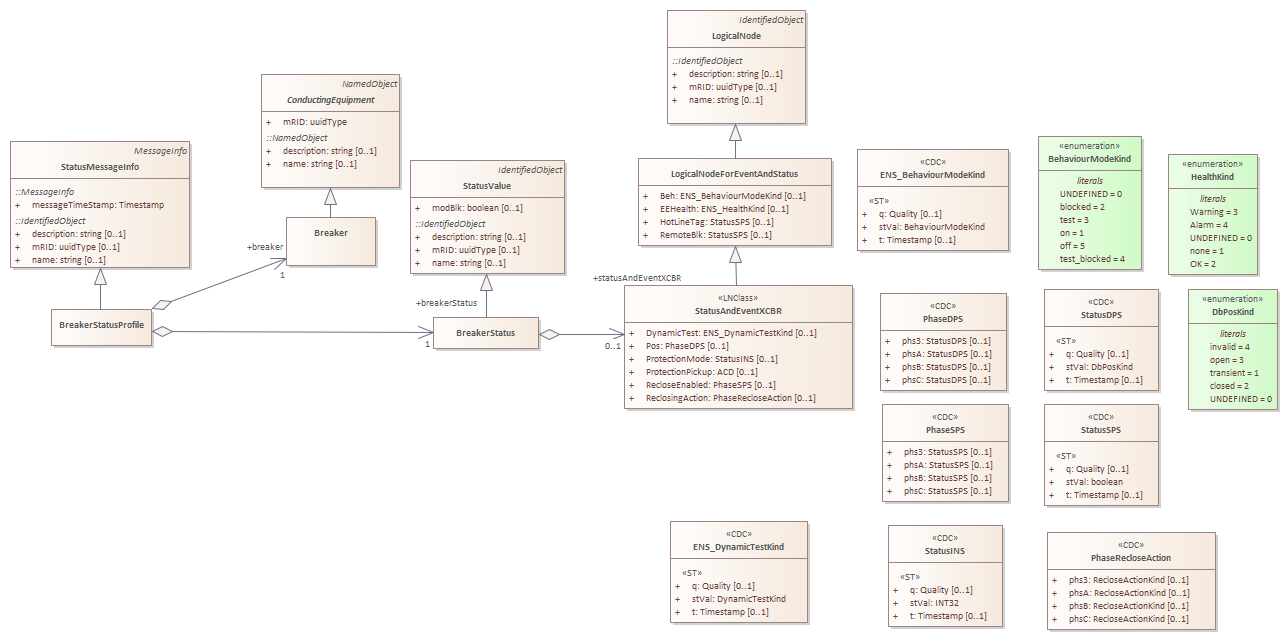 IdentifiedObject
LogicalNode
::IdentifiedObject
+ description: string [0..1]
+ mRID: uuidType [0..1]
+ name: string [0..1]
NamedObject
ConductingEquipment
+ mRID: uuidType
::NamedObject
+ description: string [0..1]
+ name: string [0..1]
MessageInfo
StatusMessageInfo
::MessageInfo
+ messageTimeStamp: Timestamp
::IdentifiedObject
+ description: string [0..1]
+ mRID: uuidType [0..1]
+ name: string [0..1]
IdentifiedObject
StatusValue
+ modBlk: boolean [0..1]
::IdentifiedObject
+ description: string [0..1]
+ mRID: uuidType [0..1]
+ name: string [0..1]
LogicalNodeForEventAndStatus
+ Beh: ENS_BehaviourModeKind [0..1]
+ EEHealth: ENS_HealthKind [0..1]
+ HotLineTag: StatusSPS [0..1]
+ RemoteBlk: StatusSPS [0..1]
«CDC»
ENS_BehaviourModeKind
«ST»
+ q: Quality [0..1]
+ stVal: BehaviourModeKind
+ t: Timestamp [0..1]
«enumeration»
BehaviourModeKind
literals
UNDEFINED = 0
blocked = 2
test = 3
on = 1
off = 5
test_blocked = 4
«enumeration»
HealthKind
literals
Warning = 3
Alarm = 4
UNDEFINED = 0
none = 1
OK = 2
Breaker
+breaker
1
BreakerStatusProfile
+breakerStatus
1
BreakerStatus
+statusAndEventXCBR
0..1
«LNClass»
StatusAndEventXCBR
+ DynamicTest: ENS_DynamicTestKind [0..1]
+ Pos: PhaseDPS [0..1]
+ ProtectionMode: StatusINS [0..1]
+ ProtectionPickup: ACD [0..1]
+ RecloseEnabled: PhaseSPS [0..1]
+ ReclosingAction: PhaseRecloseAction [0..1]
«CDC»
PhaseDPS
+ phs3: StatusDPS [0..1]
+ phsA: StatusDPS [0..1]
+ phsB: StatusDPS [0..1]
+ phsC: StatusDPS [0..1]
«CDC»
StatusDPS
«ST»
+ q: Quality [0..1]
+ stVal: DbPosKind
+ t: Timestamp [0..1]
«enumeration»
DbPosKind
literals
invalid = 4
open = 3
transient = 1
closed = 2
UNDEFINED = 0
«CDC»
PhaseSPS
+ phs3: StatusSPS [0..1]
+ phsA: StatusSPS [0..1]
+ phsB: StatusSPS [0..1]
+ phsC: StatusSPS [0..1]
«CDC»
StatusSPS
«ST»
+ q: Quality [0..1]
+ stVal: boolean
+ t: Timestamp [0..1]
«CDC»
ENS_DynamicTestKind
«ST»
+ q: Quality [0..1]
+ stVal: DynamicTestKind
+ t: Timestamp [0..1]
«CDC»
StatusINS
«ST»
+ q: Quality [0..1]
+ stVal: INT32
+ t: Timestamp [0..1]
«CDC»
PhaseRecloseAction
+ phs3: RecloseActionKind [0..1]
+ phsA: RecloseActionKind [0..1]
+ phsB: RecloseActionKind [0..1]
+ phsC: RecloseActionKind [0..1]